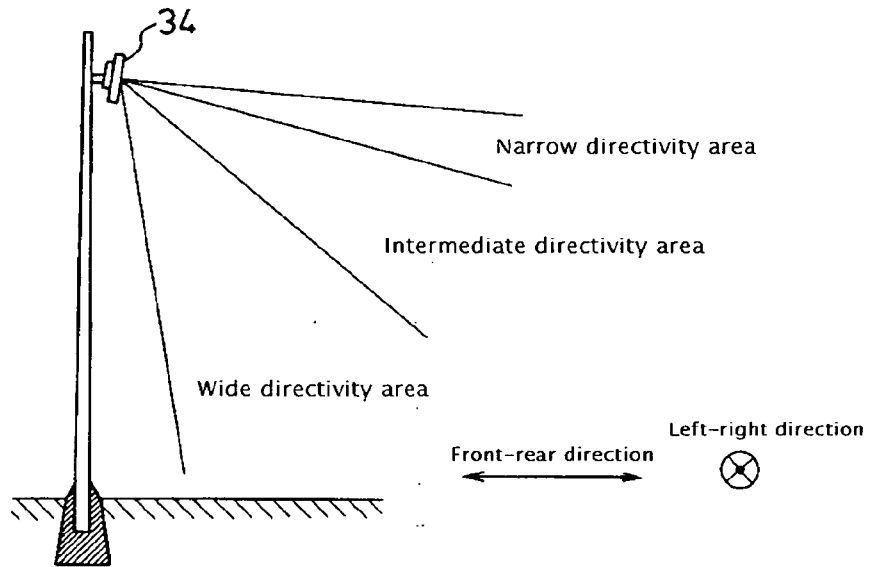 34
Narrow directivity area
Intermediate directivity area
Wide directivity area
Left-right direction
Front-rear direction